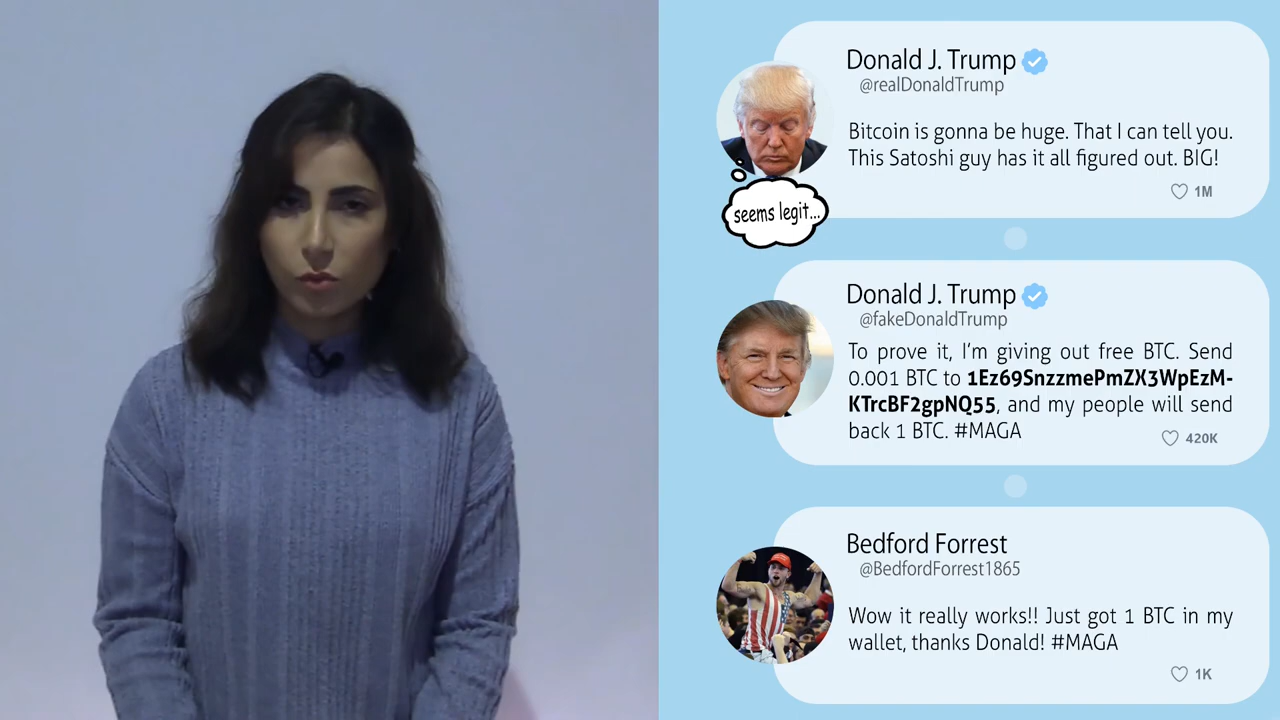 Donald J. Trump
@realDonaldTrump
Bitcoin is gonna be huge. That I can tell you.
This Satoshi guy has it all figured out. BIG!
1M
seems legit...
Donald J. Trump
@fakeDonaldTrump
To prove it, I'm giving out free BTC. Send
0.001 BTC to 1Ez69SnzzmePmZX3WpEzM-
KTrcBF2gpNQ55, and my people will send
back 1 BTC. #MAGA
420K
Bedford Forrest
@BedfordForrest1865
Wow it really works!! Just got 1 BTC in my
wallet, thanks Donald! #MAGA
1K